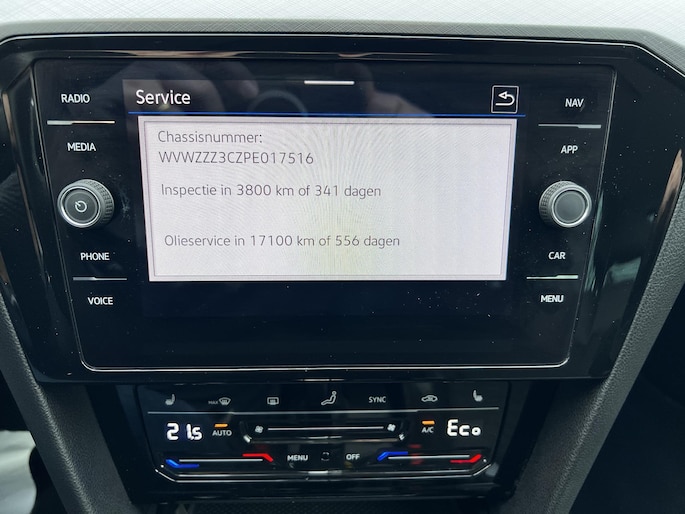 RADIO
Service
NAV
MEDIA
Chassisnummer:
WVWZZZ3CZPE017516
APP
Inspectie in 3800 km of 341 dagen
PHONE
Olieservice in 17100 km of 556 dagen
CAR
VOICE
MENU
MAX
SYNC
21.5
AUTO
A/C
Eco
MENU
OFF